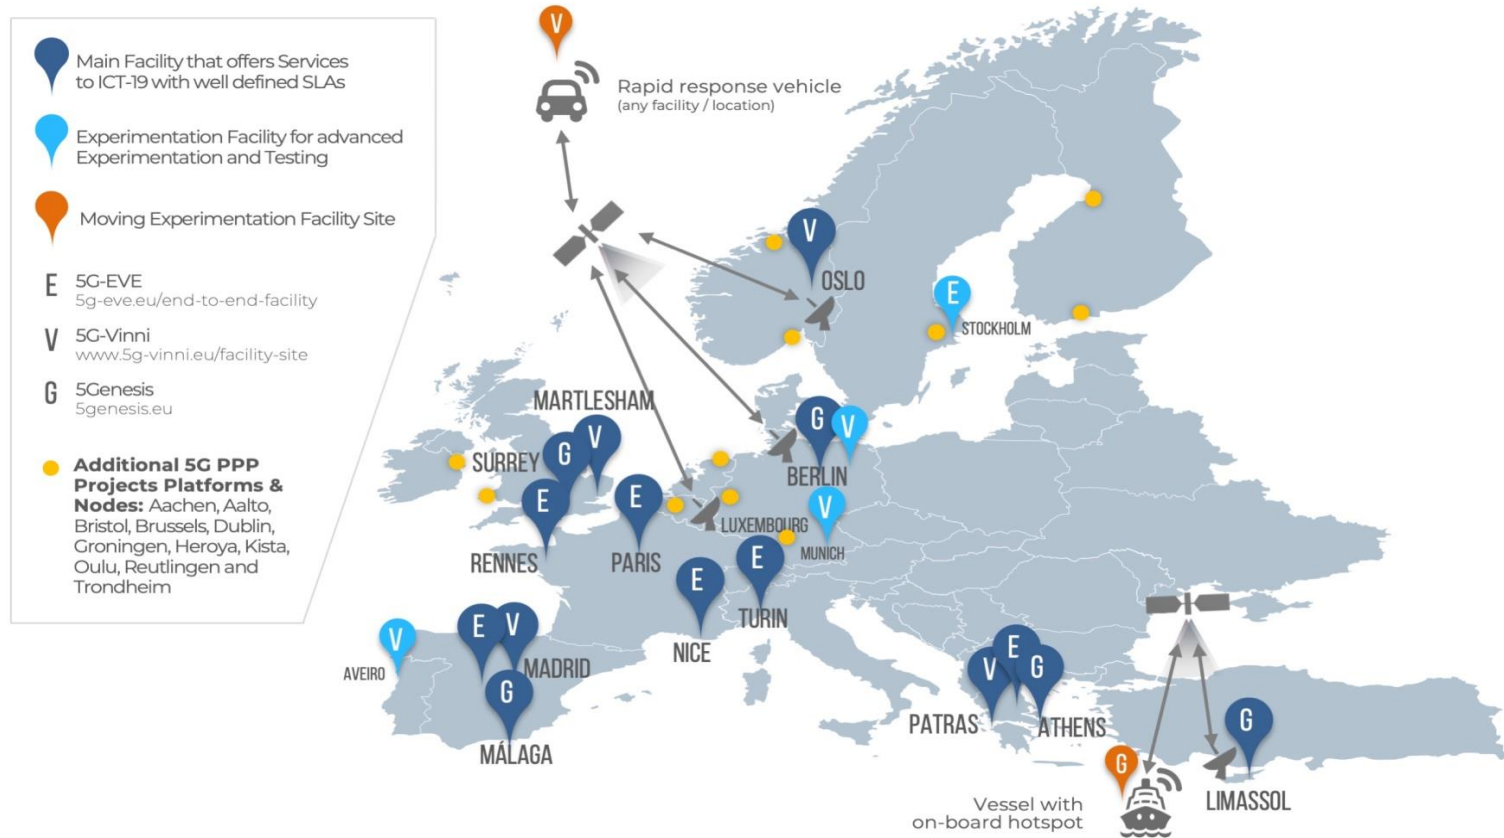 Main Facility that offers Services
to ICT-19 with well defined SLAs
Experimentation Facility for advanced
Experimentation and Testing
Moving Experimentation Facility Site
E 5G-EVE
5g-eve.eu/end-to-end-facility
V 5G-Vinni
www.5g-vinni.eu/facility-site
G 5Genesis
5genesis.eu
Additional 5G PPP
Projects Platforms &
Nodes: Aachen, Aalto,
Bristol, Brussels, Dublin,
Groningen, Heroya, Kista,
Oulu, Reutlingen and
Trondheim
V
Rapid response vehicle
(any facility / location)
V
OSLO
E
STOCKHOLM
MARTLESHAM
V
G
SURREY
E
RENNES
E
PARIS
G
V
BERLIN
LUXEMBOURG
V
MUNICH
E
NICE
E
TURIN
V
AVEIRO
E
V
MADRID
G
MÁLAGA
V
E
G
PATRAS
ATHENS
G
LIMASSOL
G
Vessel with
on-board hotspot